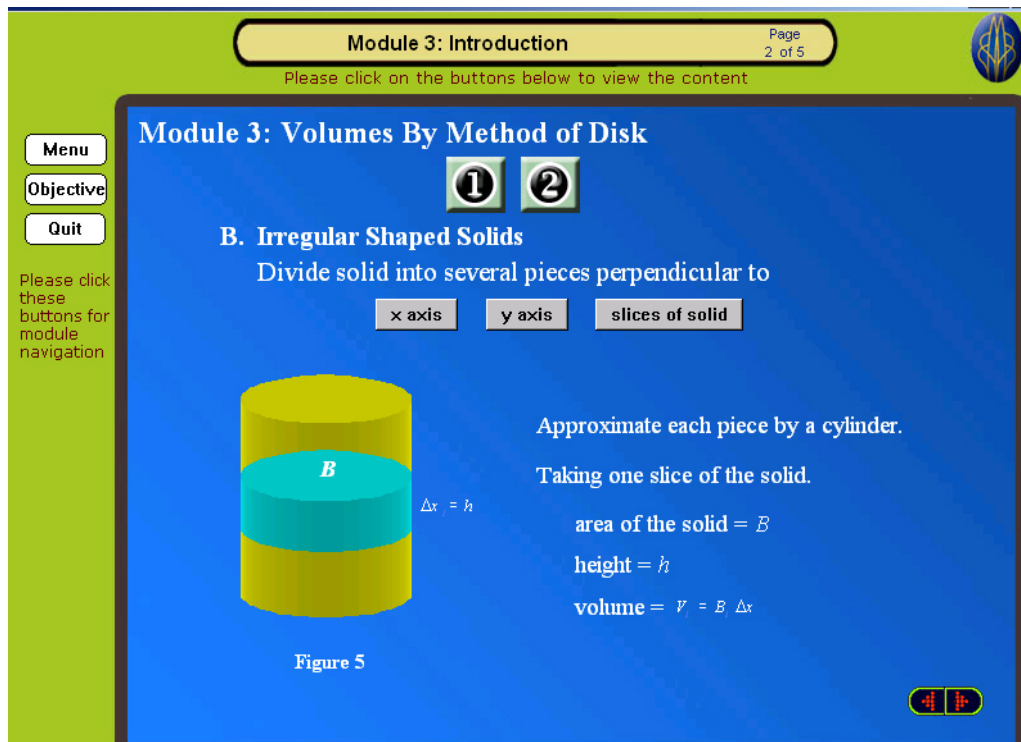 Module 3: Introduction
Page
2 of 5
Please click on the buttons below to view the content
Menu
Objective
Quit
Please click
these
buttons for
module
navigation
Module 3: Volumes By Method of Disk
1 2
B. Irregular Shaped Solids
Divide solid into several pieces perpendicular to
x axis y axis slices of solid
B
Δx = h
Figure 5
Approximate each piece by a cylinder.
Taking one slice of the solid.
area of the solid = B
height = h
volume = V = B Δx